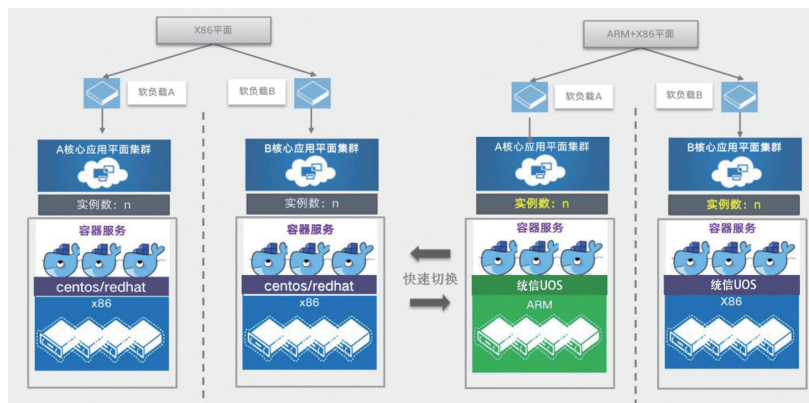 X86平面
ARM+X86平面
软负载A
软负载B
软负载A
软负载B
A核心应用平面集群
B核心应用平面集群
A核心应用平面集群
B核心应用平面集群
实例数：n
实例数：n
实例数：n
实例数：n
容器服务
容器服务
容器服务
容器服务
快速切换
centos/redhat
centos/redhat
统信UOS
统信UOS
x86
x86
ARM
X86